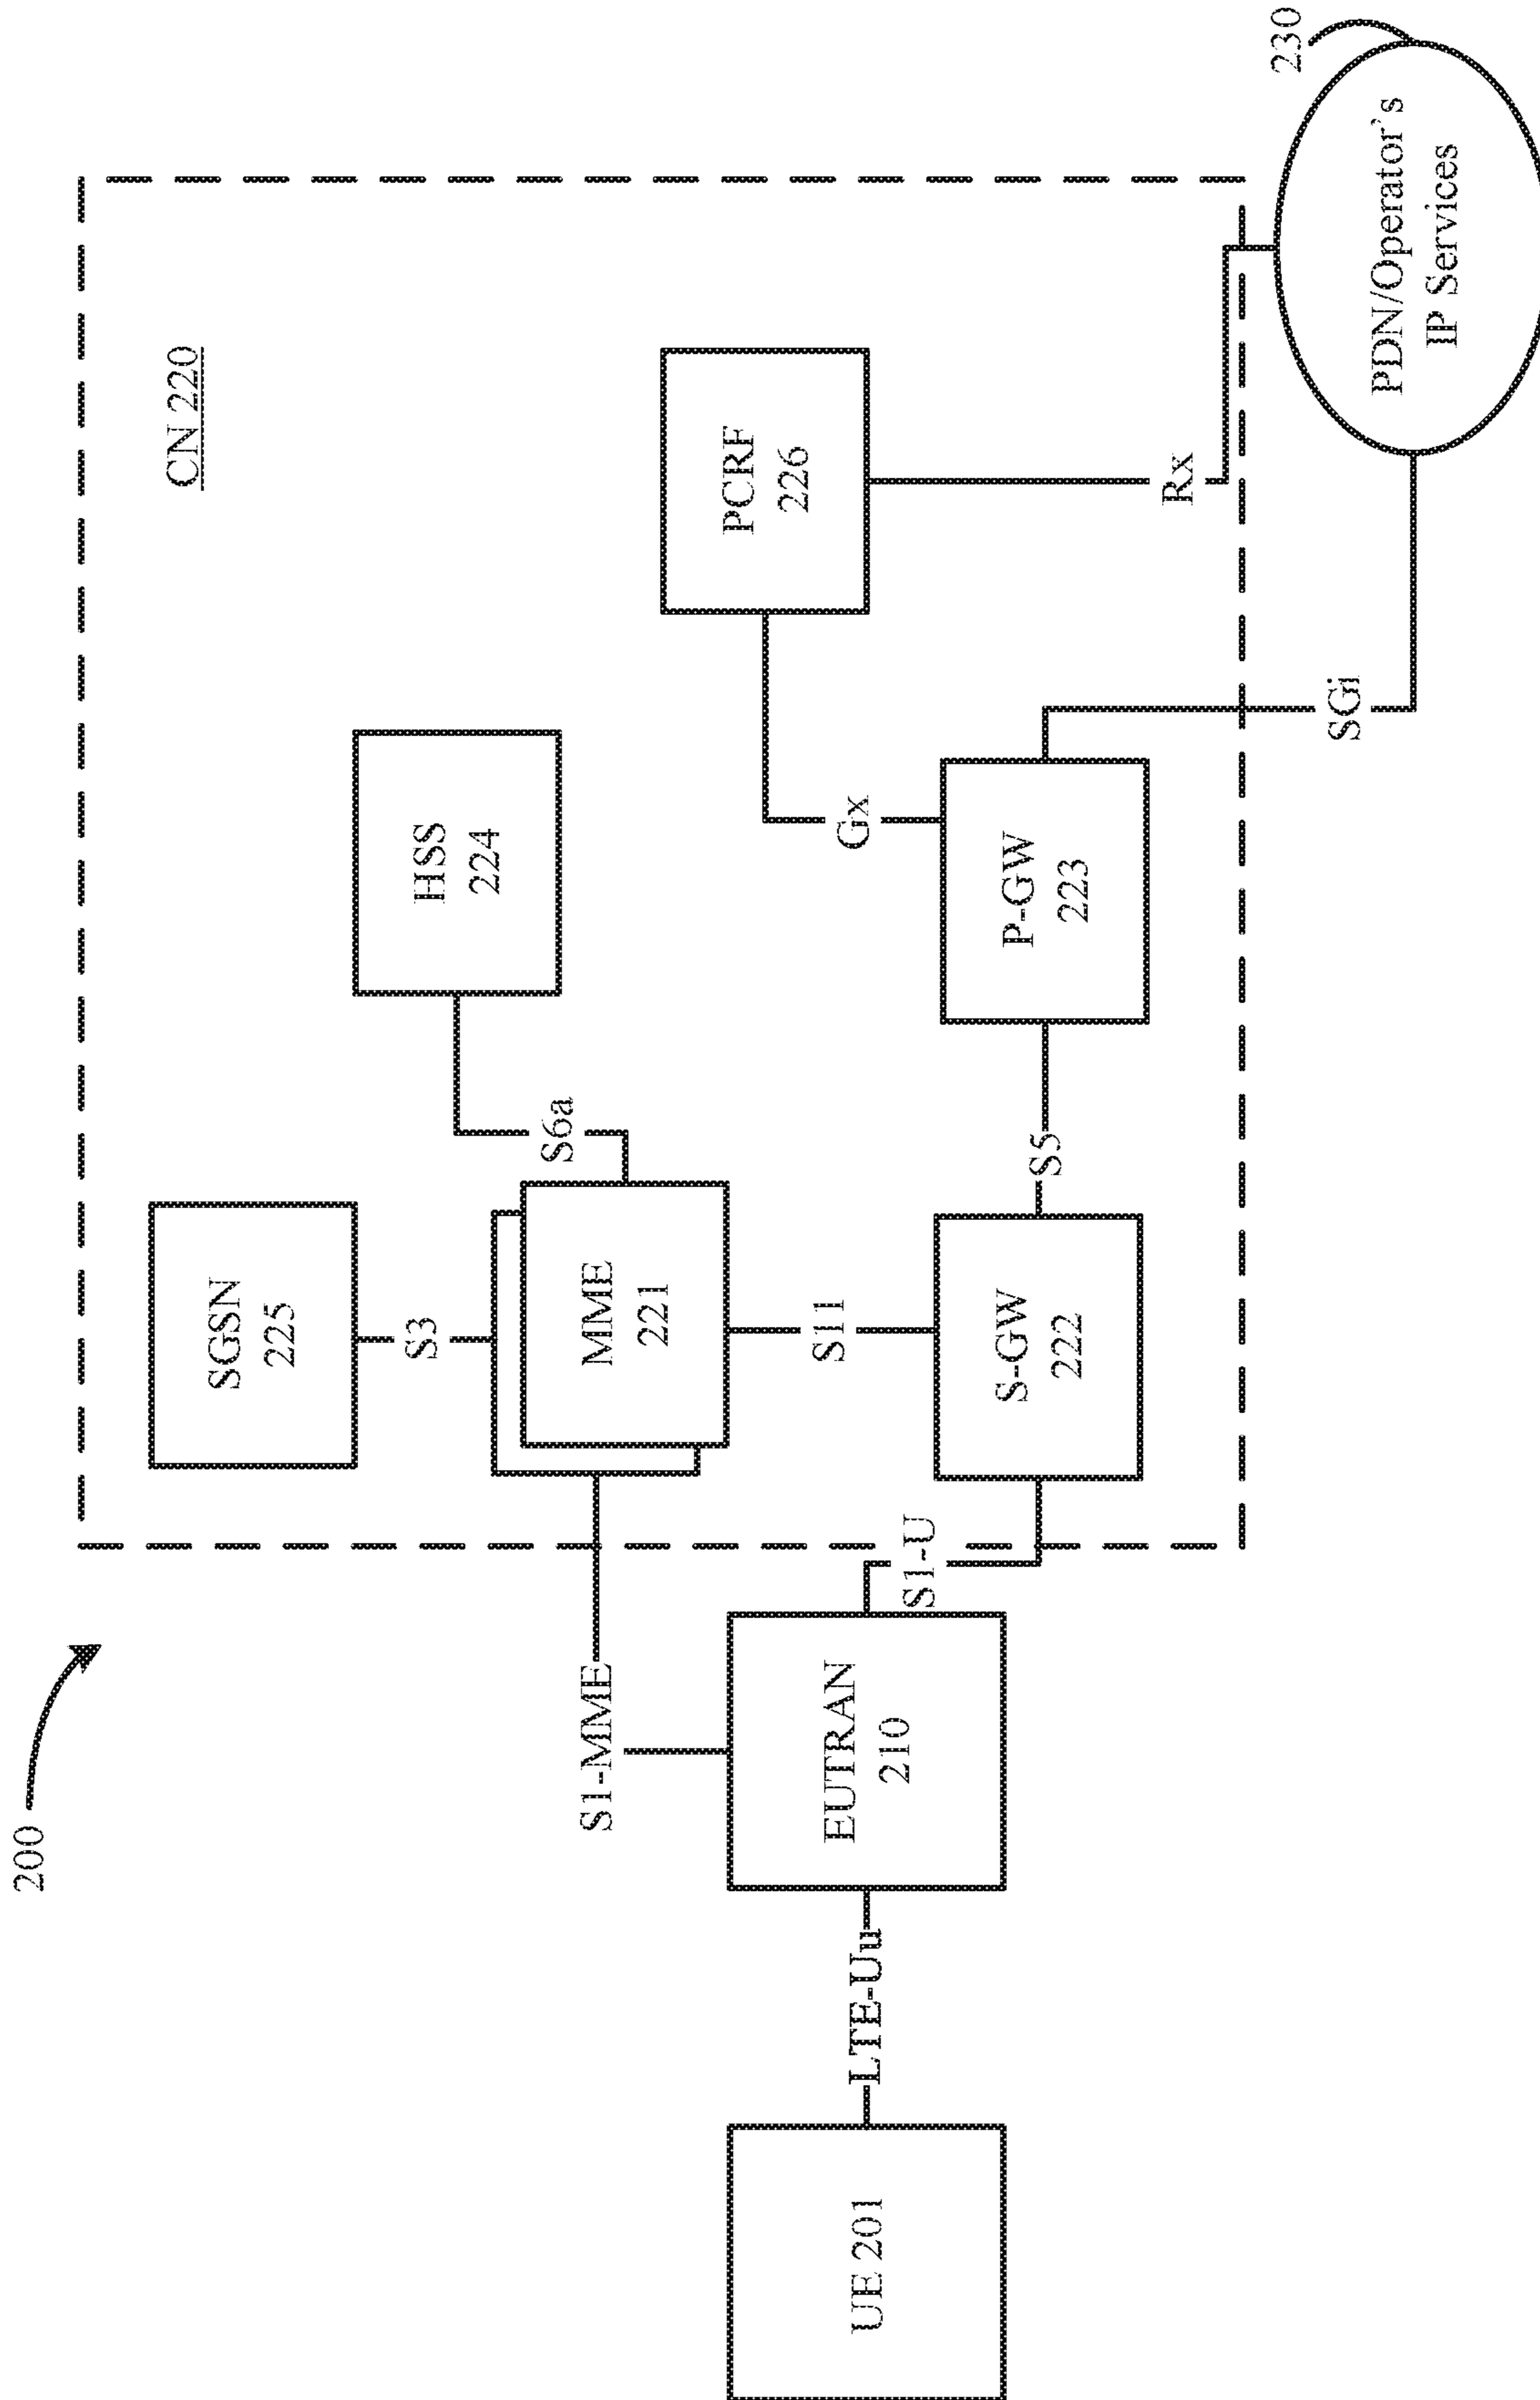 200
CN 220
SGSN
225
S3
HSS
224
S6a
S1-MME
MME
221
PCRF
226
S11
Gx
UE 201
LTE-Uu
EUTRAN
210
S1-U
S-GW
222
S5
P-GW
223
Rx
SGi
230
PDN/Operator`s
IP Services